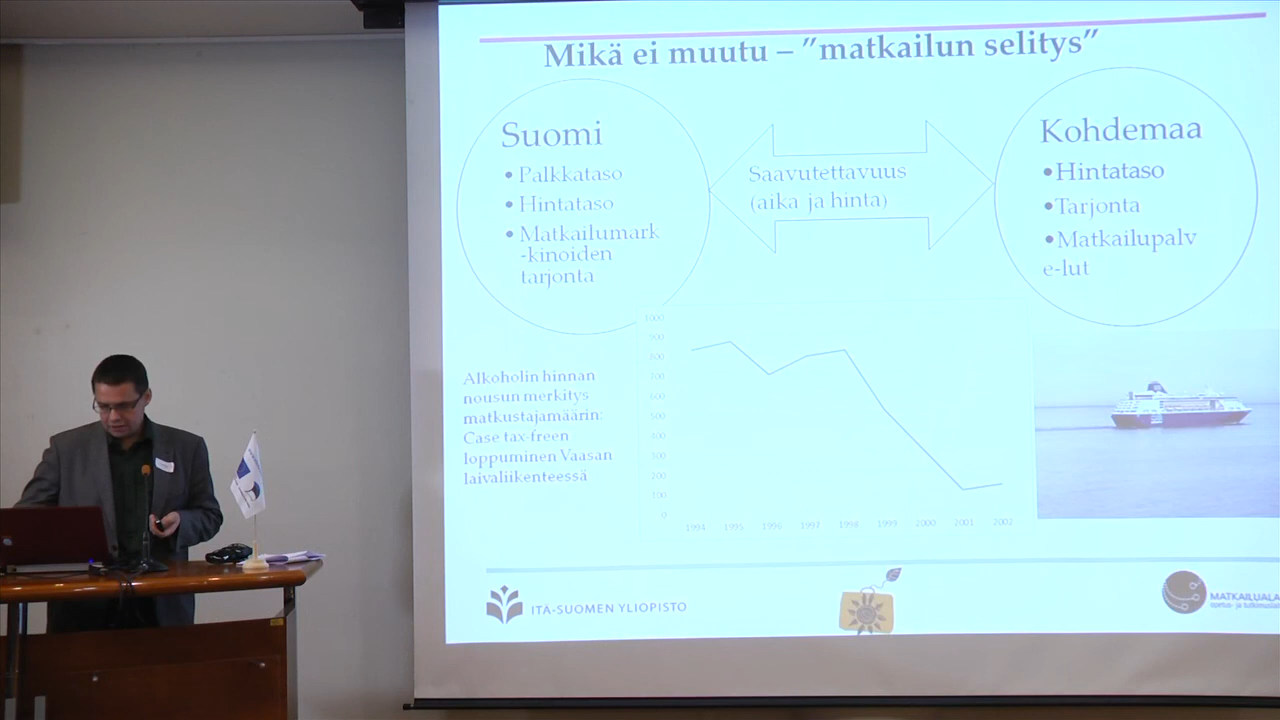 Mikä ei muutu – ”matkailun selitys”
Suomi
• Palkkataso
• Hintataso
• Matkailumark
-kinoiden
tarjonta
Saavutettavuus
(aika ja hinta)
Kohdemaa
•Hintataso
•Tarjonta
•Matkailupalv
e-lut
Alkoholin hinnan
nousun merkitys
matkustajamäärin:
Case tax-freen
loppuminen Vaasan
laivaliikenteessä
1000
900
800
700
600
500
400
300
200
100
0
1994 1995 1996 1997 1998 1999 2000 2001 2002
ITÄ-SUOMEN YLIOPISTO
MATKAILUALA